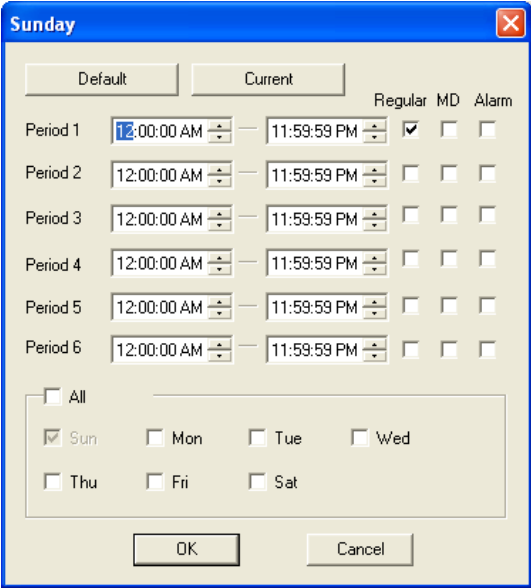 Sunday
Default Current
Regular MD Alarm
Period 1 12:00:00 AM 11:59:59 PM
Period 2 12:00:00 AM 11:59:59 PM
Period 3 12:00:00 AM 11:59:59 PM
Period 4 12:00:00 AM 11:59:59 PM
Period 5 12:00:00 AM 11:59:59 PM
Period 6 12:00:00 AM 11:59:59 PM
All
Sun Mon Tue Wed
Thu Fri Sat
OK Cancel